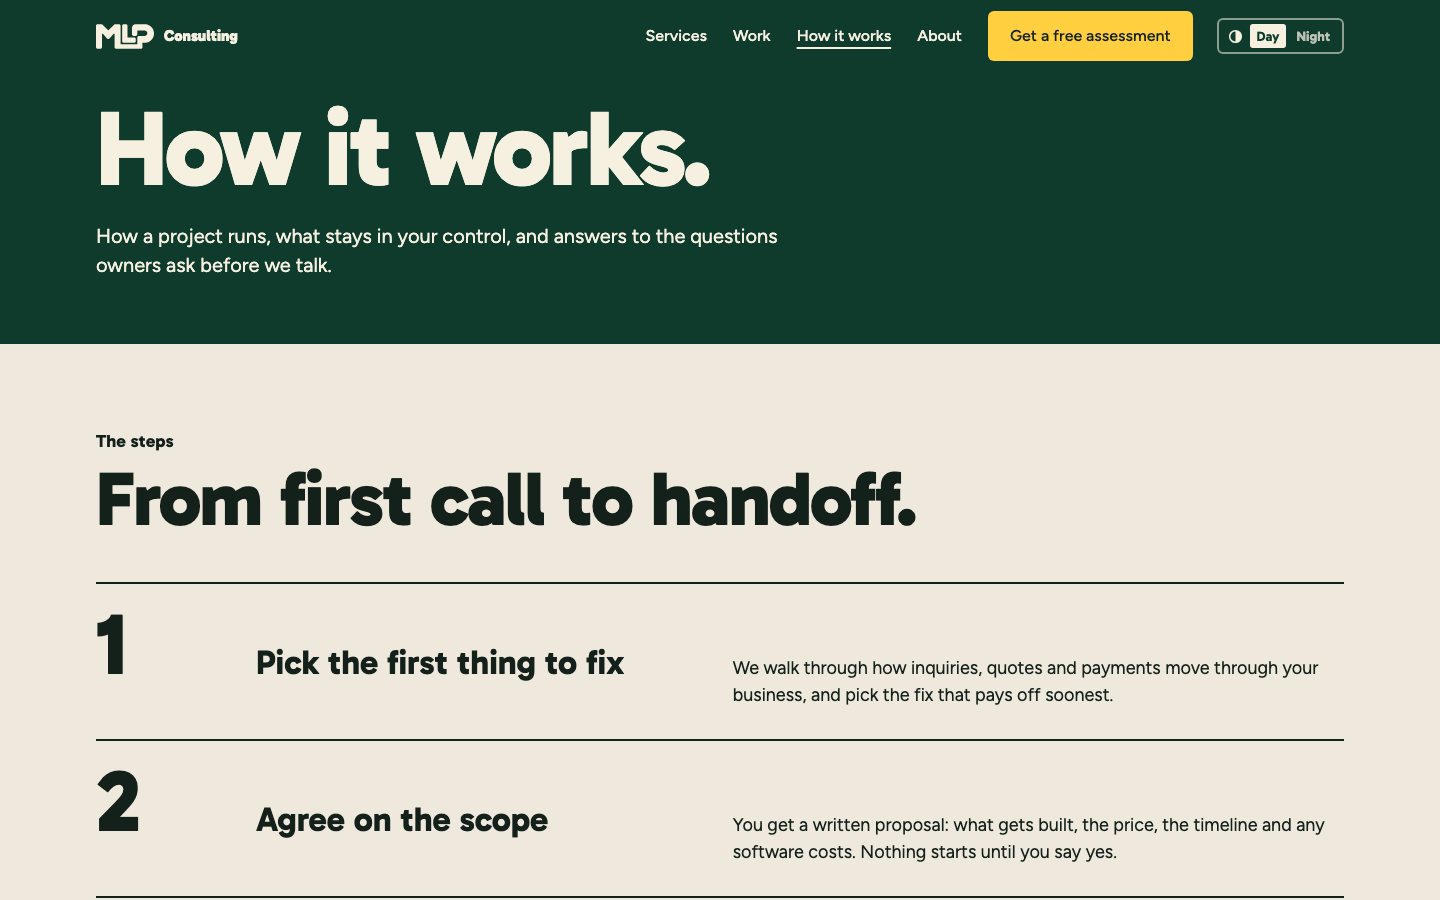 MLP Consulting
Services
Work
How it works
About
Get a free assessment
Day
Night
How it works.
How a project runs, what stays in your control, and answers to the questions
owners ask before we talk.
The steps
From first call to handoff.
1
Pick the first thing to fix
We walk through how inquiries, quotes and payments move through your
business, and pick the fix that pays off soonest.
2
Agree on the scope
You get a written proposal: what gets built, the price, the timeline and any
software costs. Nothing starts until you say yes.